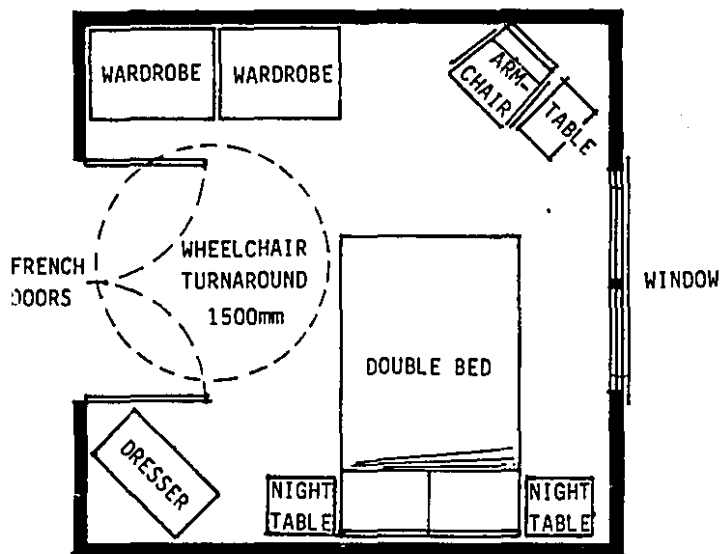 WARDROBE
WARDROBE
ARM-
CHAIR
TABLE
FRENCH
DOORS
WHEELCHAIR
TURNAROUND
1500mm
WINDOW
DOUBLE BED
DRESSER
NIGHT
TABLE
NIGHT
TABLE